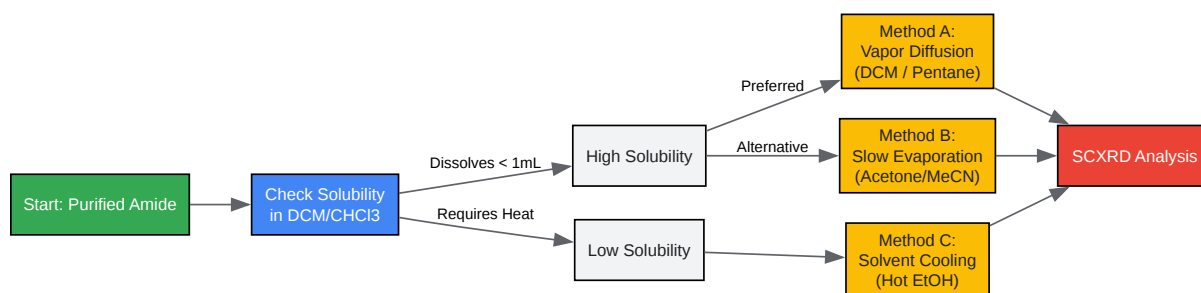 Start: Purified Amide
Check Solubility
in DCM/CHCl3
Dissolves < 1mL
Requires Heat
High Solubility
Low Solubility
Preferred
Alternative
Method A:
Vapor Diffusion
(DCM / Pentane)
Method B:
Slow Evaporation
(Acetone/MeCN)
Method C:
Solvent Cooling
(Hot EtOH)
SCXRD Analysis